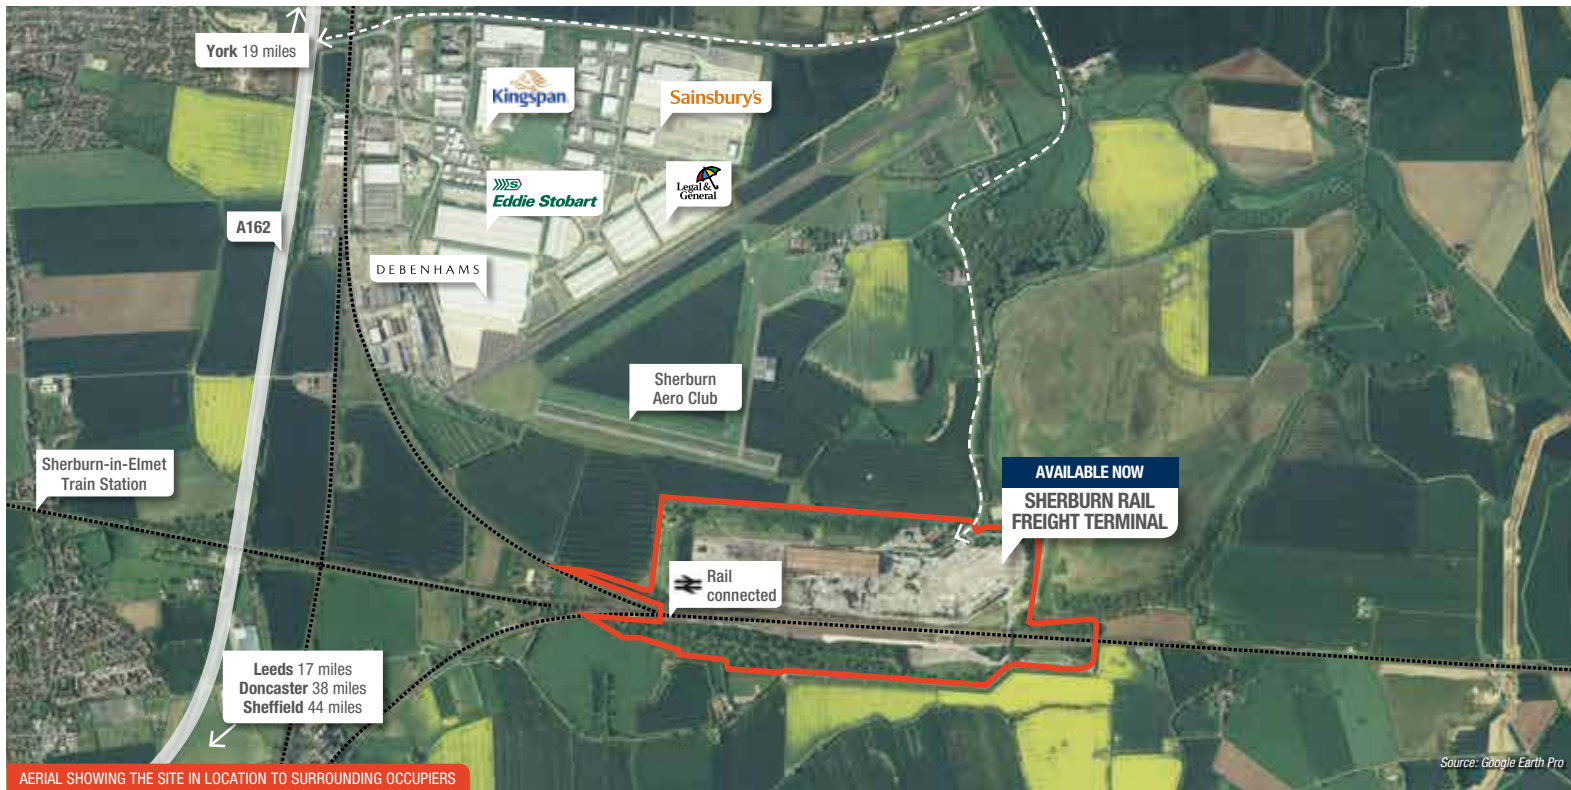 York 19 miles
Kingspan
Sainsbury's
Legal &
General
Eddie Stobart
A162
DEBENHAMS
Sherburn
Aero Club
Sherburn-in-Elmet
Train Station
AVAILABLE NOW
SHERBURN RAIL
FREIGHT TERMINAL
Rail
connected
Leeds 17 miles
Doncaster 38 miles
Sheffield 44 miles
Source: Google Earth Pro
AERIAL SHOWING THE SITE IN LOCATION TO SURROUNDING OCCUPIERS